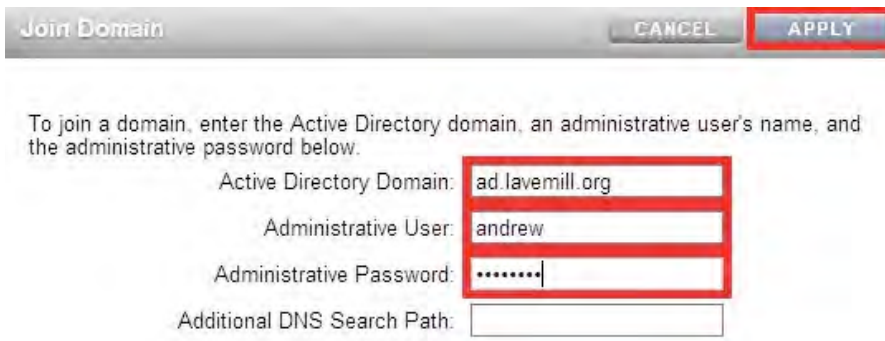 Join Domain CANCEL APPLY
To join a domain, enter the Active Directory domain, an administrative user's name, and
the administrative password below.
Active Directory Domain: ad.lavemill.org
Administrative User: andrew
Administrative Password: ••••••••
Additional DNS Search Path: